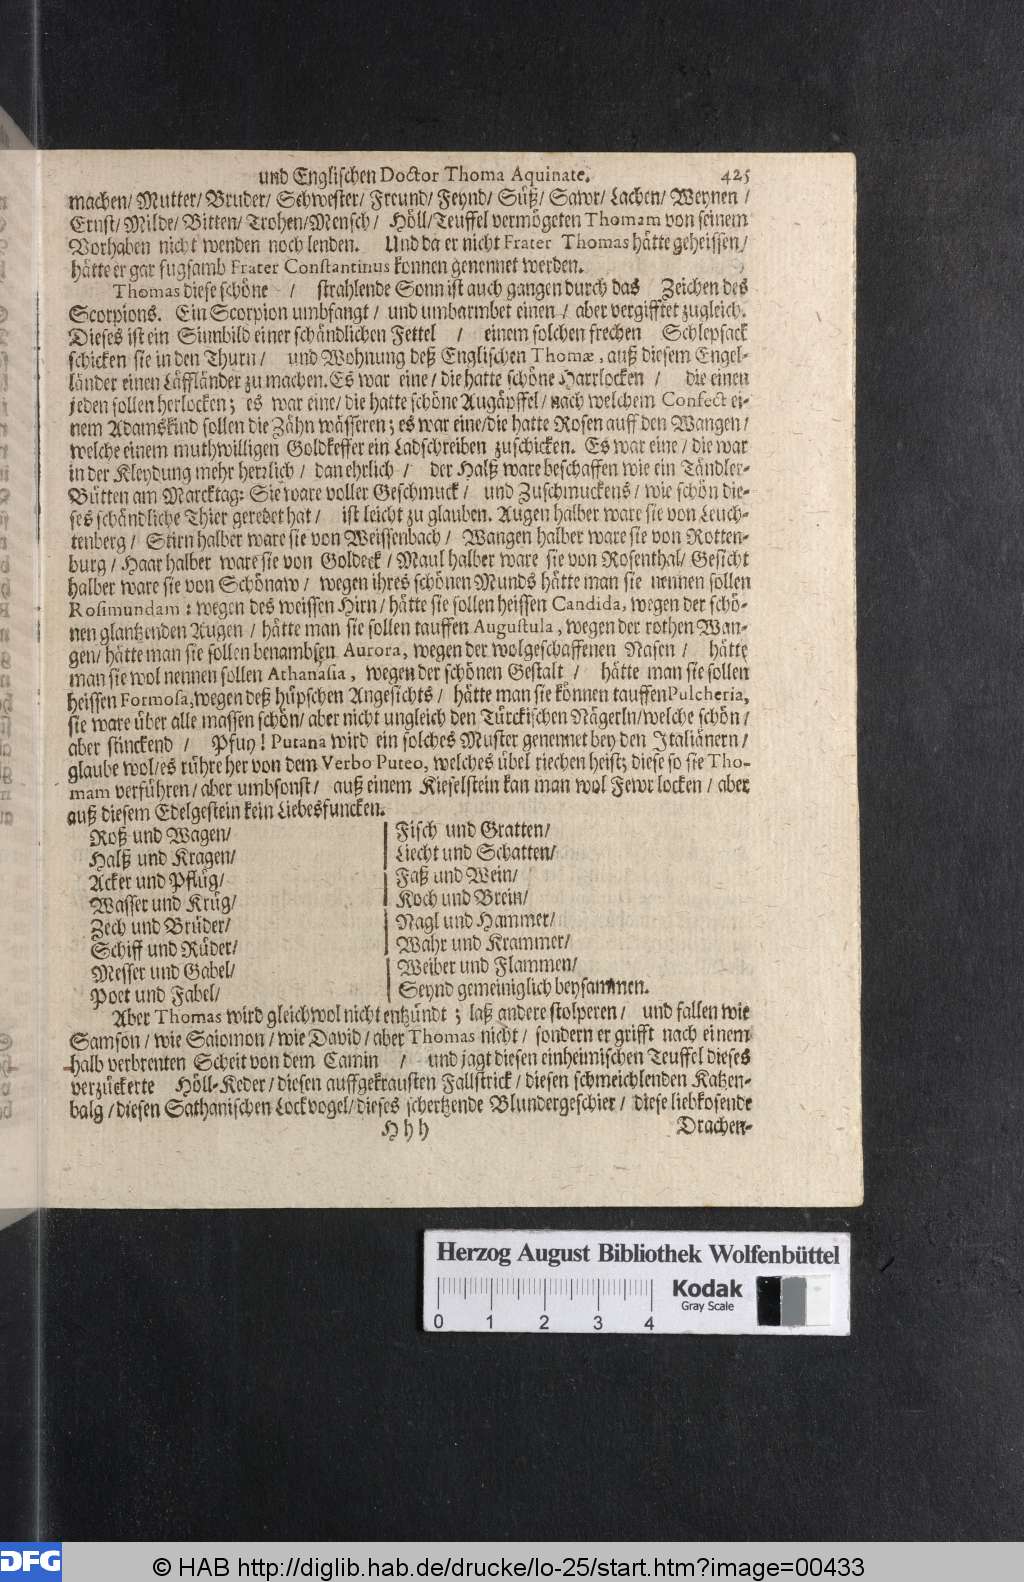 und Englischen Doctor Thoma Aquinate. 425
machen/ Mutter/ Bruder/ Schwester/ Freund/ Feynd/ Süß/ Sawr/ Lachen/ Weynen /
Ernst/ Milde/ Bitten/ Trohen/Mensch/ Höll/Teuffel vermögeten Thomam von seinem
Vorhaben nicht wenden noch lenden. Und da er nicht Frater Thomas hätte geheissen/
hätte er gar fugsamb Frater Constantinus konnen genennet werden.
Thomas diese schöne / strahlende Sonn ist auch gangen durch das Zeichen des
Scorpions. Ein Scorpion umbfangt/ und umbarmbet einen / aber vergifftet zugleich.
Dieses ist ein Sinnbild einer schändlichen Fettel / einem solchen frechen Schlepsack
schicken sie in den Thurn/ und Wohnung deß Englischen Thomæ, auß diesem Engel-
länder einen Läffländer zu machen. Es war eine/ die hatte schöne Harrlocken / die einen
jeden sollen herlocken; es war eine/ die hatte schöne Augäpffel/ nach welchem Confect ei-
nem Adamskind sollen die Zähn wässeren; es war eine/die hatte Rosen auff den Wangen/
welche einem muthwilligen Goldkeffer ein Ladschreiben zuschicken. Es war eine/ die war
in der Kleydung mehr herzlich/ dan ehrlich/ der Halß ware beschaffen wie ein Tändler-
Bütten am Marcktag: Sie ware voller Geschmuck/ und Zuschmuckens/ wie schön die-
ses schändliche Thier geredet hat/ ist leicht zu glauben. Augen halber ware sie von Leuch-
tenberg/ Stirn halber ware sie von Weissenbach/ Wangen halber ware sie von Rotten-
burg/ Haar halber ware sie von Goldeck/ Maul halber ware sie von Rosenthal/ Gesicht
halber ware sie von Schönaw/ wegen ihres schönen Munds hätte man sie nennen sollen
Rosimundam: wegen des weissen Hirn/ hätte sie sollen heissen Candida, wegen der schö-
nen glantzenden Augen / hätte man sie sollen tauffen Augustula, wegen der rothen Wan-
gen/ hätte man sie sollen benambsen Aurora, wegen der wolgeschaffenen Nasen / hätte
man sie wol nennen sollen Athanasia, wegen der schönen Gestalt / hätte man sie sollen
heissen Formosa, wegen deß hüpschen Angesichts / hätte man sie können tauffen Pulcheria,
sie ware über alle massen schön/ aber nicht ungleich den Türckischen Nägerln/welche schön/
aber stinckend / Pfuy! Putana wird ein solches Muster genennet bey den Italiänern/
glaube wol/es rühre her von dem Verbo Puteo, welches übel riechen heist; diese so sie Tho-
mam verführen/ aber umbsonst/ auß einem Kieselstein kan man wol Fewr locken/ aber
auß diesem Edelgestein kein Liebesfuncken.
Roß und Wagen/
Halß und Kragen/
Acker und Pflüg/
Wasser und Krüg/
Zech und Brüder/
Schiff und Rüder/
Messer und Gabel/
Poet und Fabel/
Fisch und Gratten/
Liecht und Schatten/
Faß und Wein/
Koch und Brein/
Nagl und Hammer/
Wahr und Krammer/
Weiber und Flammen/
Seynd gemeiniglich beysammen.
Aber Thomas wird gleichwol nicht entzündt; laß andere stolperen/ und fallen wie
Samson/ wie Salomon/ wie David/ aber Thomas nicht/ sondern er grifft nach einem
halb verbrenten Scheit von dem Camin / und jagt diesen einheimischen Teuffel dieses
verzückerte Höll-Keder/ diesen auffgekrausten Fallstrick/ diesen schmeichlenden Katzen-
balg/ diesen Sathanischen Lockvogel/ dieses schertzende Blundergeschier/ diese liebkosende
Hhh Drachen-
Herzog August Bibliothek Wolfenbüttel
Kodak
Gray Scale
0 1 2 3 4
DFG
© HAB http://diglib.hab.de/drucke/lo-25/start.htm?image=00433